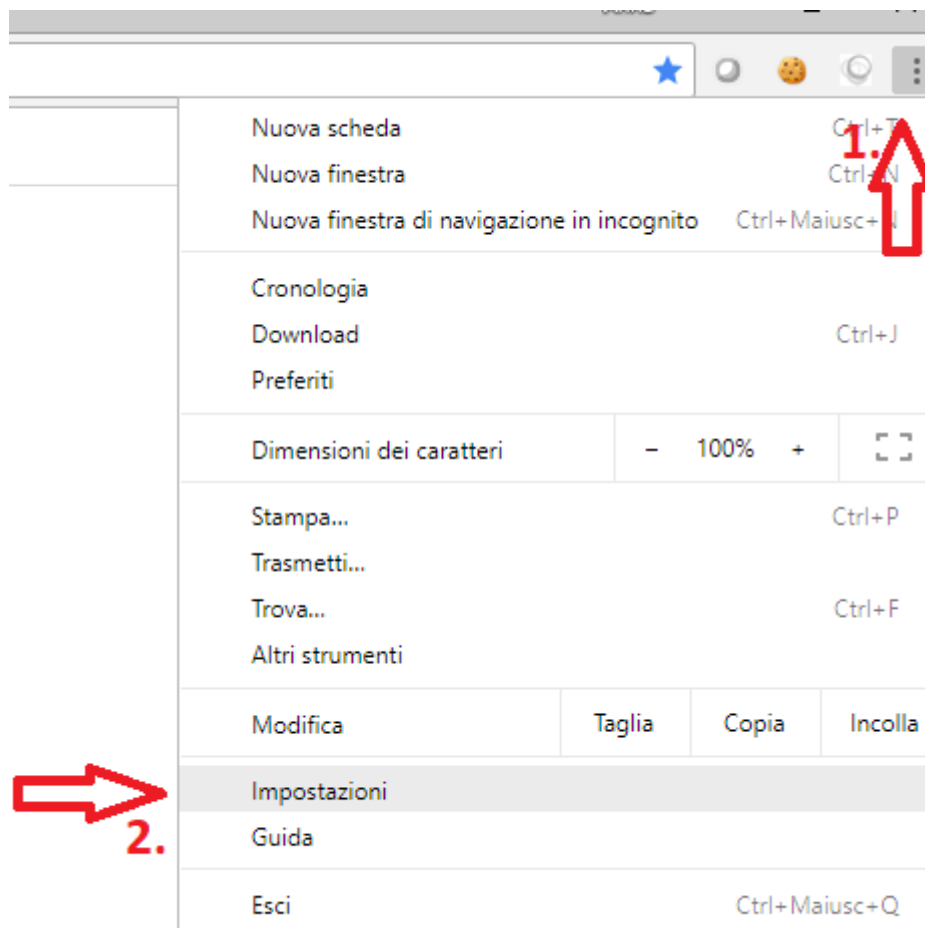 Nuova scheda Ctrl+T
1.
Nuova finestra Ctrl+N
Nuova finestra di navigazione in incognito Ctrl+Maiusc+N
Cronologia
Download Ctrl+J
Preferiti
Dimensioni dei caratteri – 100% +
Stampa... Ctrl+P
Trasmetti...
Trova... Ctrl+F
Altri strumenti
Modifica Taglia Copia Incolla
Impostazioni
2.
Guida
Esci Ctrl+Maiusc+Q